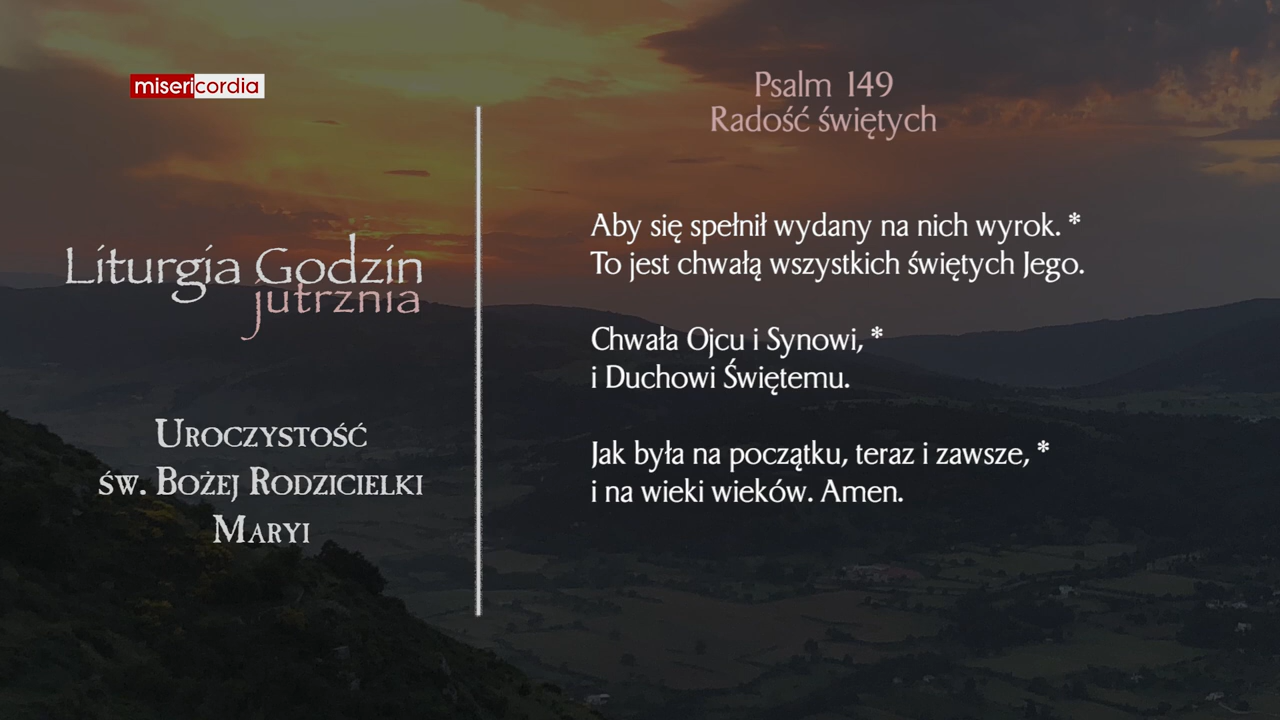 misericordia
Liturgia Godzin
jutrznia
Uroczystość
św. Bożej Rodzicielki
Maryi
Psalm 149
Radość świętych
Aby się spełnił wydany na nich wyrok. *
To jest chwałą wszystkich świętych Jego.
Chwała Ojcu i Synowi, *
i Duchowi Świętemu.
Jak była na początku, teraz i zawsze, *
i na wieki wieków. Amen.